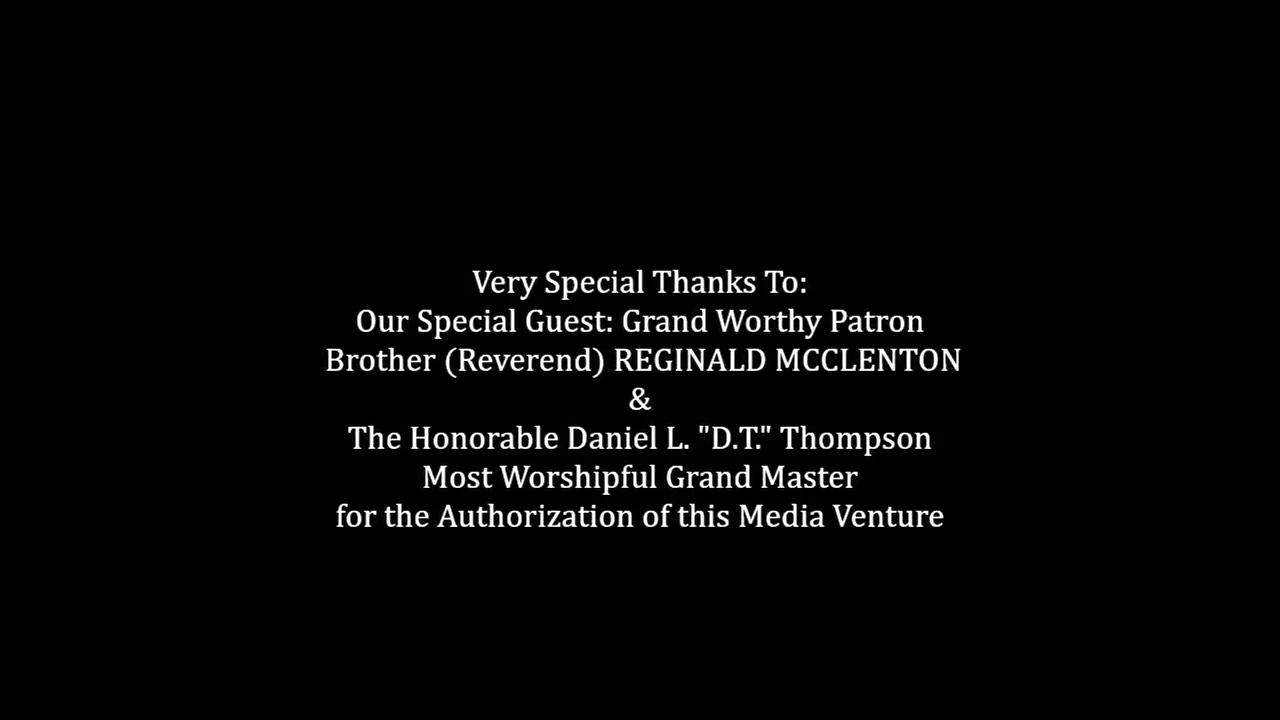 Very Special Thanks To:
Our Special Guest: Grand Worthy Patron
Brother (Reverend) REGINALD MCCLENTON
&
The Honorable Daniel L. "D.T." Thompson
Most Worshipful Grand Master
for the Authorization of this Media Venture